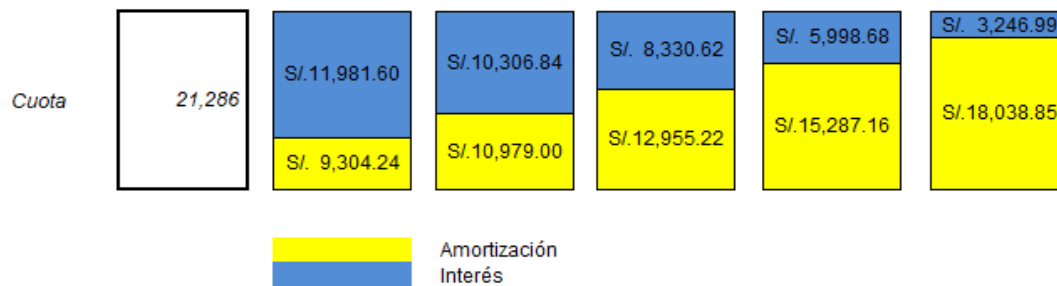 S/. 3,246.99
S/. 5,998.68
S/. 8,330.62
S/.10,306.84
S/.11,981.60
Cuota 21,286
S/.18,038.85
S/.15,287.16
S/.12,955.22
S/.10,979.00
S/. 9,304.24
Amortización
Interés